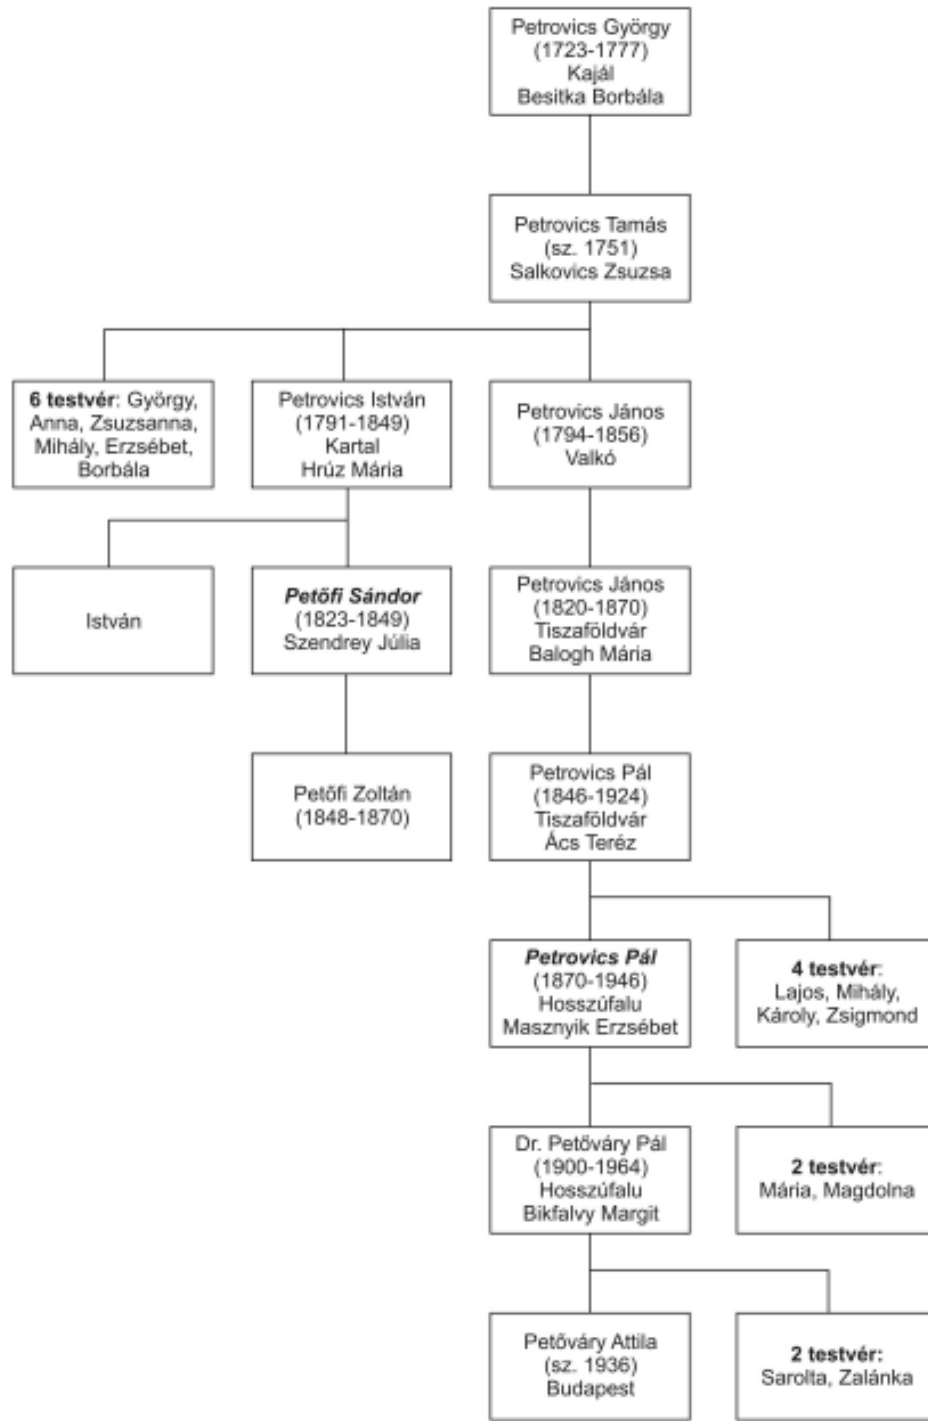 Petrovics György
(1723-1777)
Kajál
Besitka Borbála
Petrovics Tamás
(sz. 1751)
Salkovics Zsuzsa
6 testvér: György,
Anna, Zsuzsanna,
Mihály, Erzsébet,
Borbála
Petrovics István
(1791-1849)
Kartal
Hrúz Mária
Petrovics János
(1794-1856)
Valkó
István
Petőfi Sándor
(1823-1849)
Szendrey Júlia
Petrovics János
(1820-1870)
Tiszaföldvár
Balogh Mária
Petőfi Zoltán
(1848-1870)
Petrovics Pál
(1846-1924)
Tiszaföldvár
Ács Teréz
Petrovics Pál
(1870-1946)
Hosszúfalu
Masznyik Erzsébet
4 testvér:
Lajos, Mihály,
Károly, Zsigmond
Dr. Petőváry Pál
(1900-1964)
Hosszúfalu
Bikfalvy Margit
2 testvér:
Mária, Magdolna
Petőváry Attila
(sz. 1936)
Budapest
2 testvér:
Sarolta, Zalánka